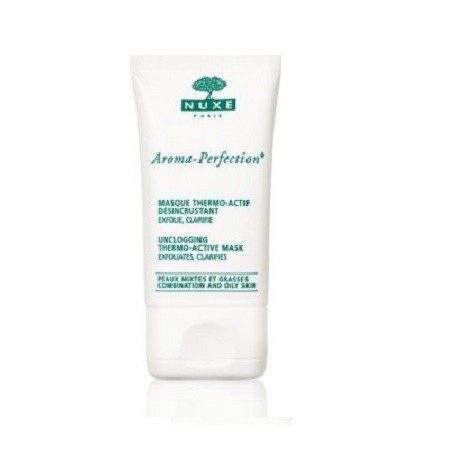 NUXE
PARIS
Aroma-Perfection®
MASQUE THERMO-ACTIF
DÉSINCRUSTANT
EXFOLIE, CLARIFIE
UNCLOGGING
THERMO-ACTIVE MASK
EXFOLIATES, CLARIFIES
PEAUX MIXTES ET GRASSES
COMBINATION AND OILY SKIN